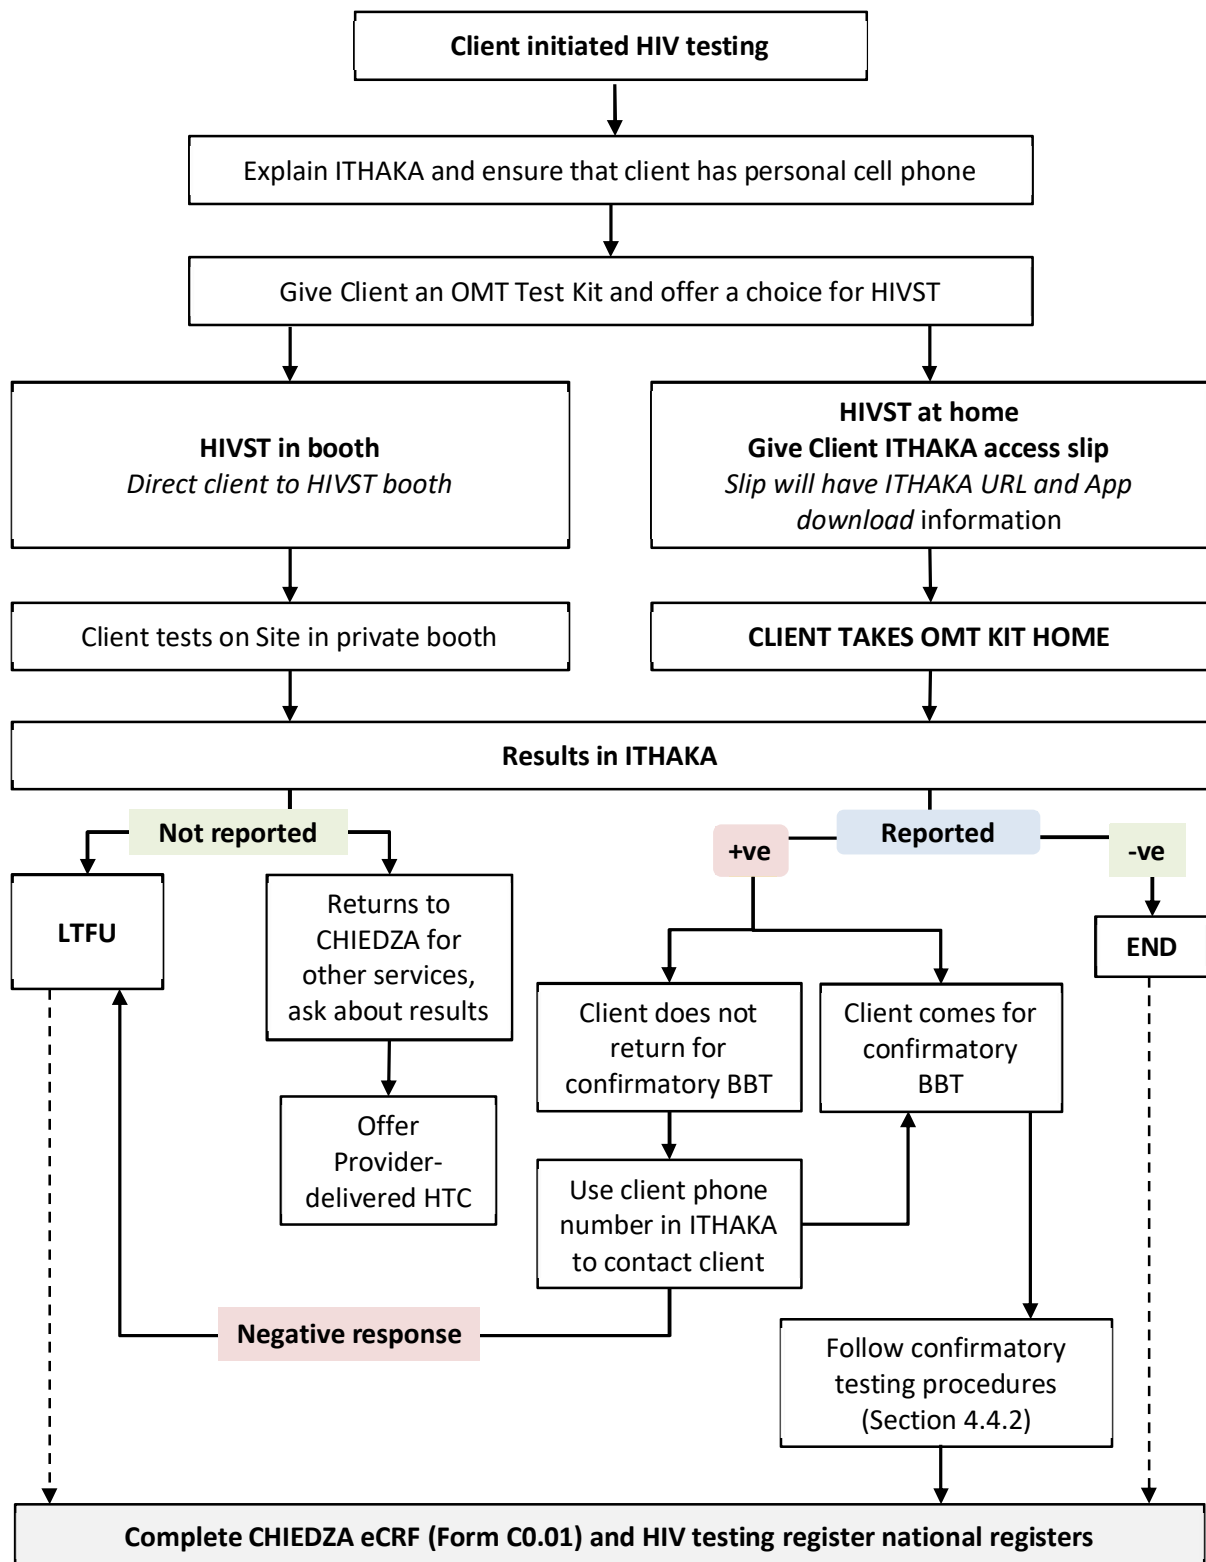 Client initiated HIV testing
Explain ITHAKA and ensure that client has personal cell phone
Give Client an OMT Test Kit and offer a choice for HIVST
HIVST in booth
Direct client to HIVST booth
HIVST at home
Give Client ITHAKA access slip
Slip will have ITHAKA URL and App
download information
Client tests on Site in private booth
CLIENT TAKES OMT KIT HOME
Results in ITHAKA
Not reported
Reported
+ve
-ve
LTFU
Returns to
CHIEDZA for
other services,
ask about results
END
Client does not
return for
confirmatory BBT
Client comes for
confirmatory
BBT
Offer
Provider-
delivered HTC
Use client phone
number in ITHAKA
to contact client
Negative response
Follow confirmatory
testing procedures
(Section 4.4.2)
Complete CHIEDZA eCRF (Form C0.01) and HIV testing register national registers